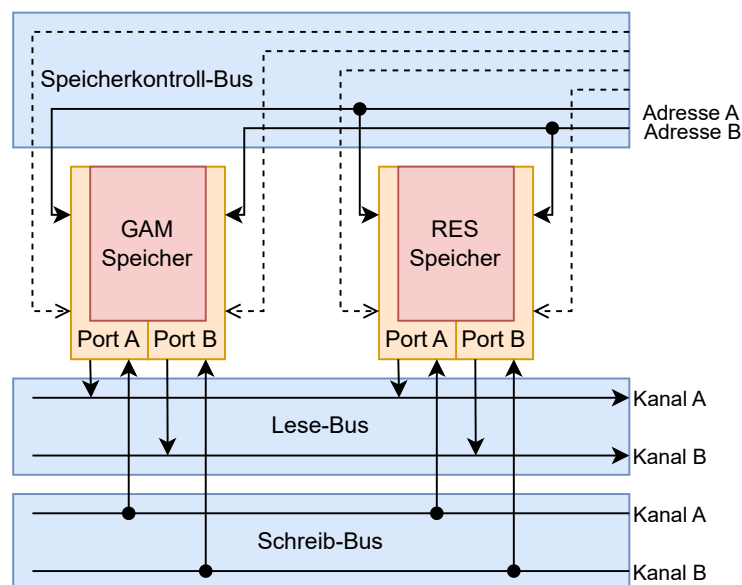 Speicherkontroll-Bus
Adresse A
Adresse B
GAM
Speicher
RES
Speicher
Port A
Port B
Port A
Port B
Kanal A
Lese-Bus
Kanal B
Kanal A
Schreib-Bus
Kanal B